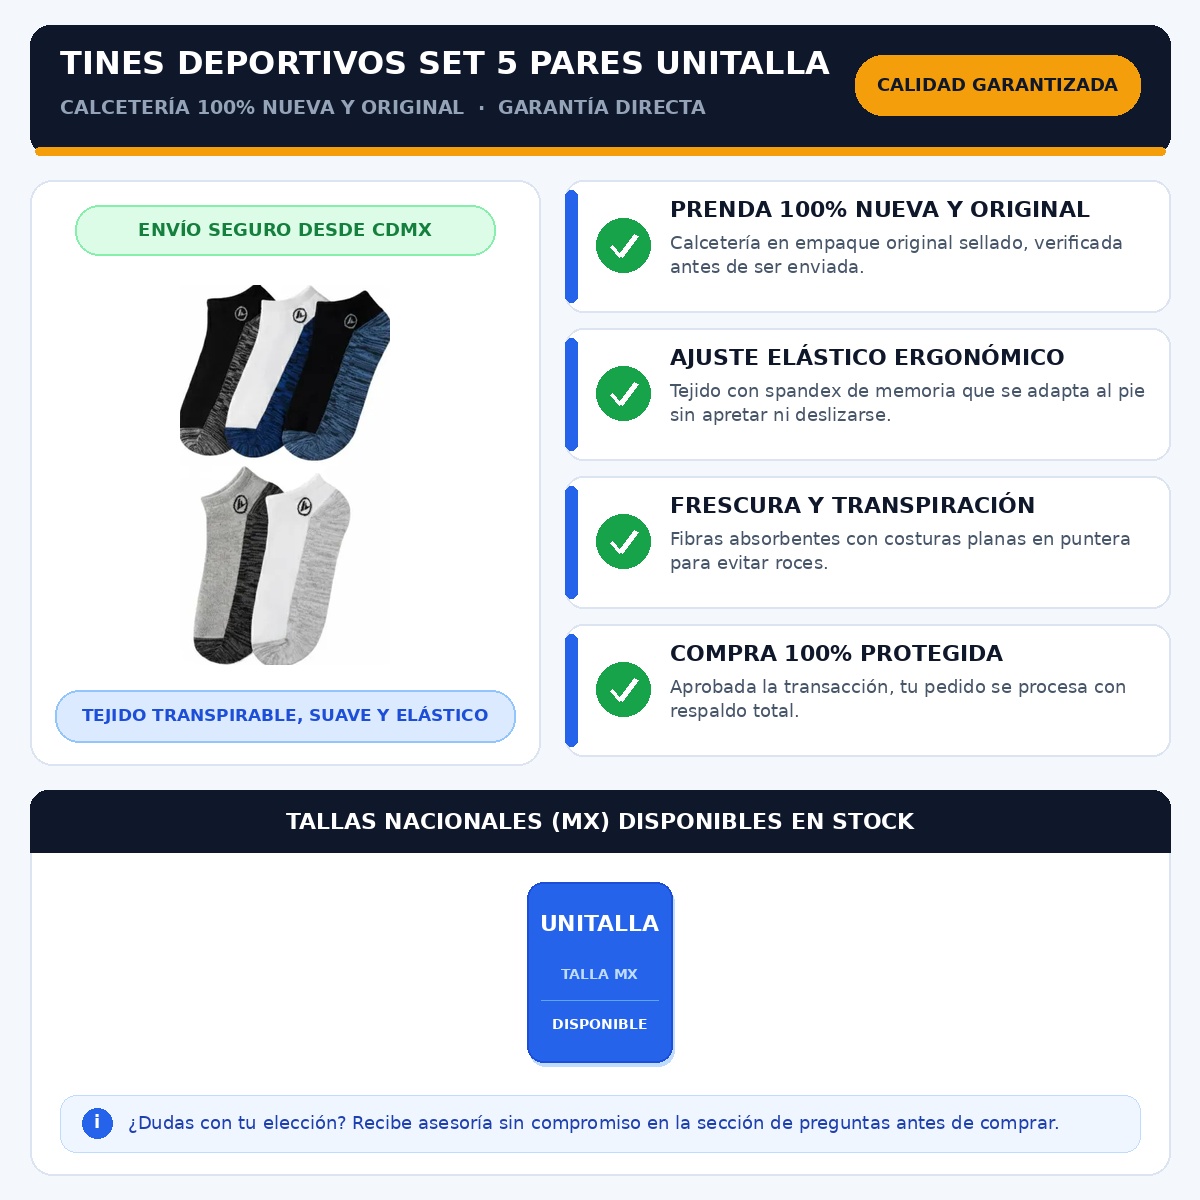 TINES DEPORTIVOS SET 5 PARES UNITALLA
CALCETERÍA 100% NUEVA Y ORIGINAL · GARANTÍA DIRECTA
CALIDAD GARANTIZADA
ENVÍO SEGURO DESDE CDMX
TEJIDO TRANSPIRABLE, SUAVE Y ELÁSTICO
PRENDA 100% NUEVA Y ORIGINAL
Calcetería en empaque original sellado, verificada
antes de ser enviada.
AJUSTE ELÁSTICO ERGONÓMICO
Tejido con spandex de memoria que se adapta al pie
sin apretar ni deslizarse.
FRESCURA Y TRANSPIRACIÓN
Fibras absorbentes con costuras planas en puntera
para evitar roces.
COMPRA 100% PROTEGIDA
Aprobada la transacción, tu pedido se procesa con
respaldo total.
TALLAS NACIONALES (MX) DISPONIBLES EN STOCK
UNITALLA
TALLA MX
DISPONIBLE
i ¿Dudas con tu elección? Recibe asesoría sin compromiso en la sección de preguntas antes de comprar.